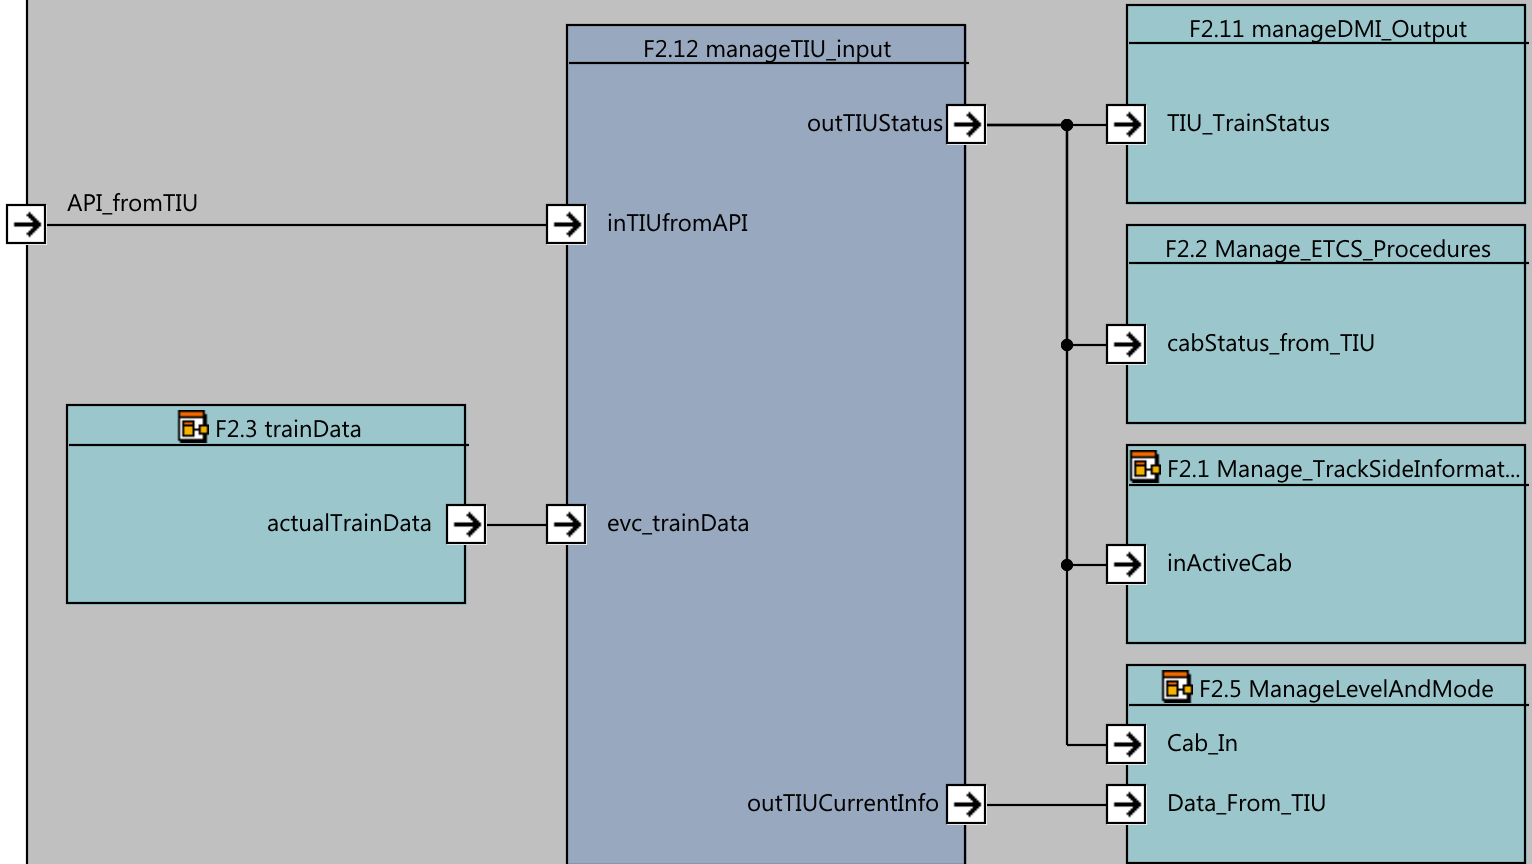 F2.12 manageTIU_input
F2.11 manageDMI_Output
outTIUStatus
TIU_TrainStatus
API_fromTIU
inTIUfromAPI
F2.2 Manage_ETCS_Procedures
cabStatus_from_TIU
F2.3 trainData
actualTrainData
evc_trainData
F2.1 Manage_TrackSideInformat...
inActiveCab
F2.5 ManageLevelAndMode
Cab_In
outTIUCurrentInfo
Data_From_TIU